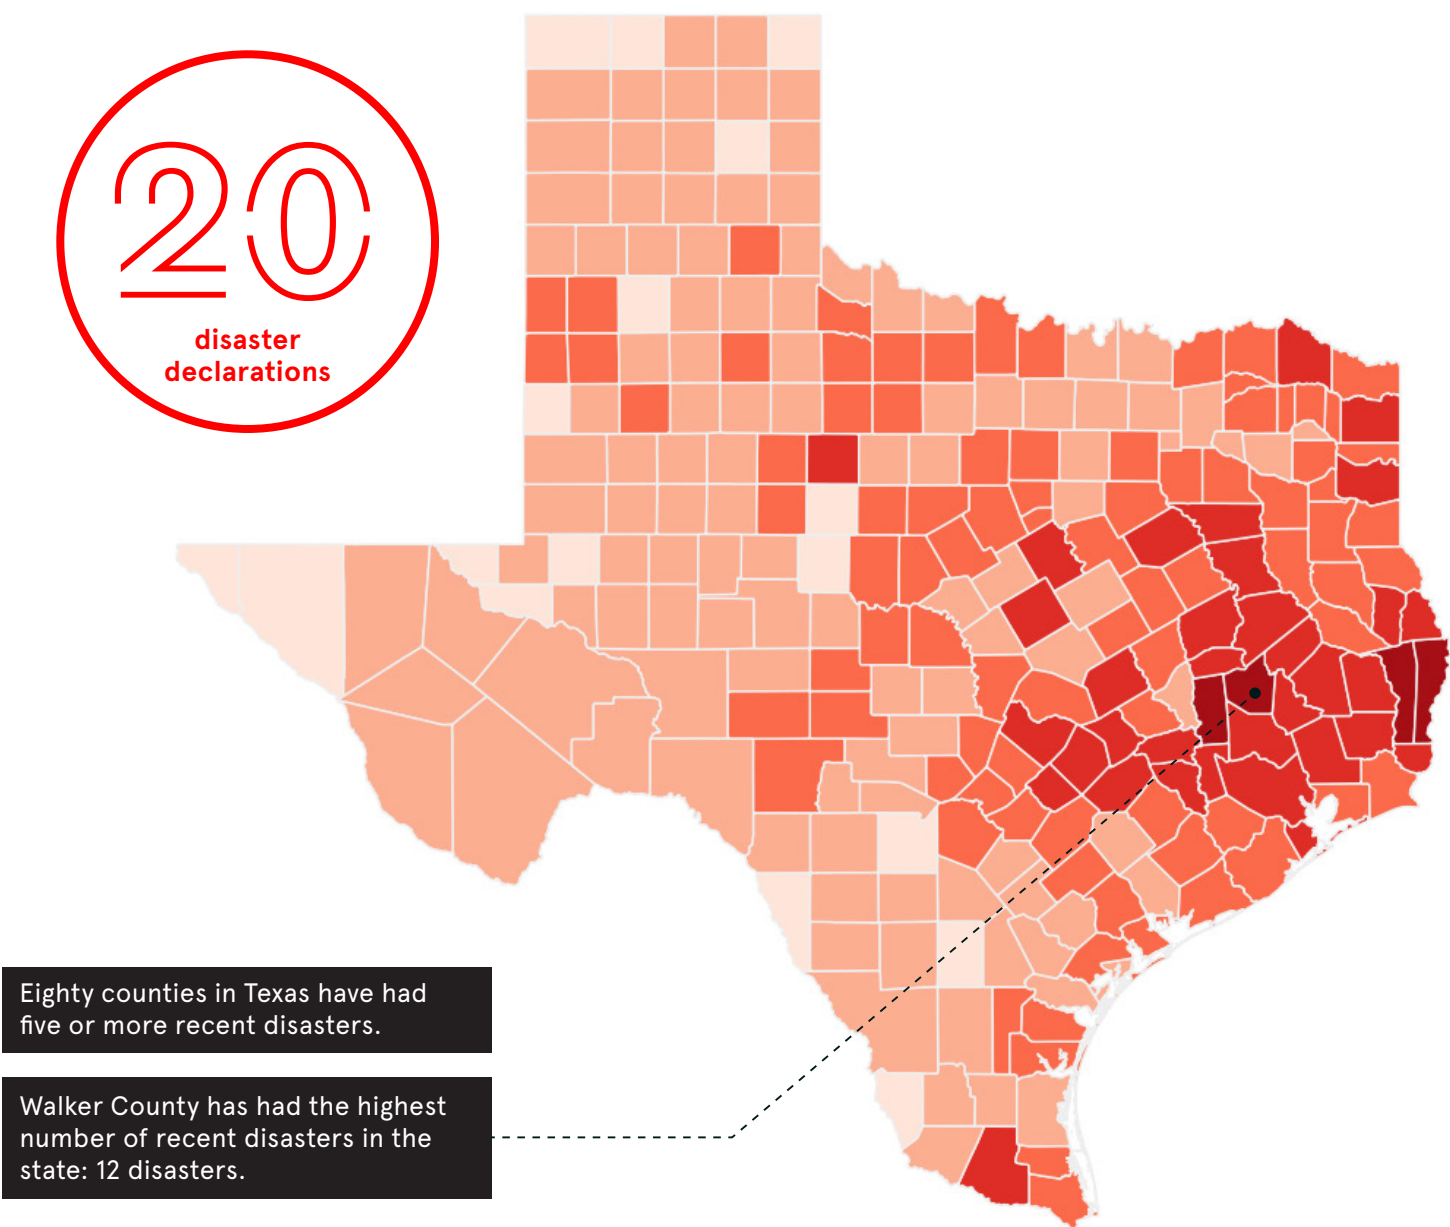 20
disaster
declarations
Eighty counties in Texas have had
five or more recent disasters.
Walker County has had the highest
number of recent disasters in the
state: 12 disasters.